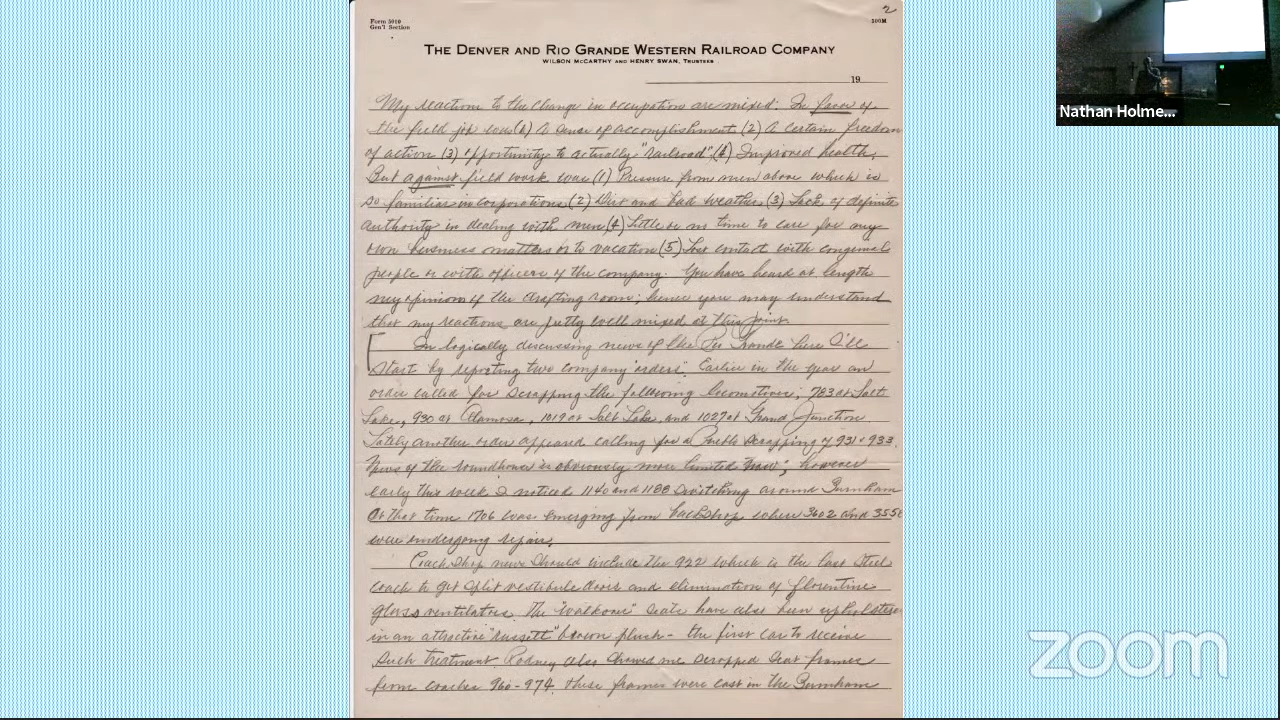 2
Form 5010
Gen'l Section
200M
THE DENVER AND RIO GRANDE WESTERN RAILROAD COMPANY
WILSON MCCARTHY AND HENRY SWAN, TRUSTEES
19
My reactions to the change in occupation are mixed. In favor of
the field job was (1) A sense of accomplishment (2) A certain freedom
of action (3) opportunity to actually "railroad" (4) Improved health.
But against field work was (1) Pressure from men above which is
so familiar in corporations (2) Dirt and bad weather (3) Lack of definite
authority in dealing with men (4) Little or no time to care for my
own business matters or to vacation (5) Lost contact with congenial
people or with officers of the company. You have heard at length
my opinion of the drafting room; hence you may understand
that my reactions are pretty well mixed at this point.
In logically discussing news of the Rio Grande here I'll
start by reporting two company "orders". Earlier in the year an
order called for scrapping the following locomotives; 783 at Salt
Lake, 930 at Alamosa, 1019 at Salt Lake, and 1027 at Grand Junction
Lately another order appeared calling for a Pueblo scrapping of 931 + 933.
News of the roundhouse is obviously more limited now; however
early this week I noticed 1140 and 1188 switching around Burnham
At that time 1706 was emerging from backshop where 3602 and 3550
were undergoing repair.
Coach Shop news should include the 922 which is the last steel
coach to get split vestibule doors and elimination of florentine
glass ventilators. The "walkover" seats have also been upholstered
in an attractive "russett" brown plush - the first car to receive
such treatment. Rodney also showed me scrapped seat frames
from coaches 960-974. These frames were cast in the Burnham
Nathan Holme...
zoom